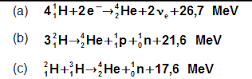 (a) 4¹₁H+2e⁻→⁴₂He+2νₑ+26,7 MeV
(b) 3²₁H→⁴₂He+¹₁p+¹₀n+21,6 MeV
(c) ²₁H+³₁H→⁴₂He+¹₀n+17,6 MeV